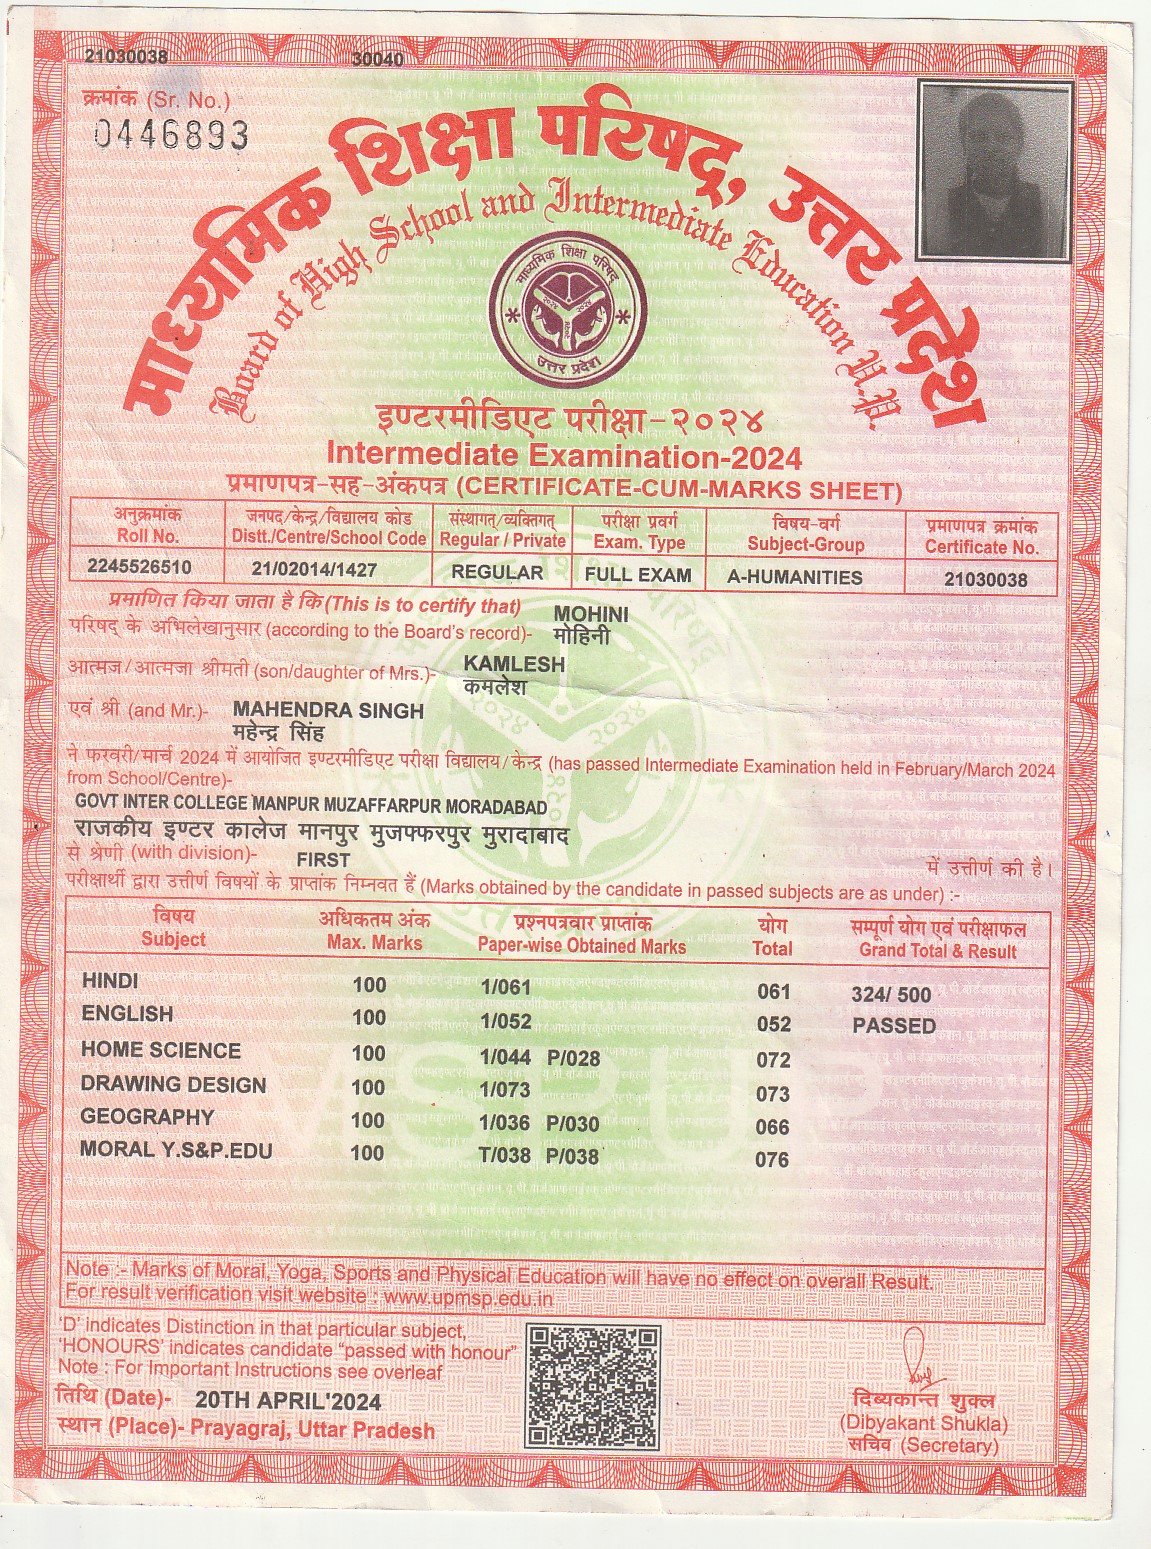 21030038 30040
क्रमांक (Sr. No.)
0446893
माध्यमिक शिक्षा परिषद्, उत्तर प्रदेश
Board of High School and Intermediate Education U.P.
माध्यमिक शिक्षा परिषद्
उत्तर प्रदेश
इण्टरमीडिएट परीक्षा-२०२४
Intermediate Examination-2024
प्रमाणपत्र-सह-अंकपत्र (CERTIFICATE-CUM-MARKS SHEET)
अनुक्रमांक जनपद/केन्द्र/विद्यालय कोड संस्थागत्/व्यक्तिगत् परीक्षा प्रवर्ग विषय-वर्ग प्रमाणपत्र क्रमांक
Roll No. Distt./Centre/School Code Regular / Private Exam. Type Subject-Group Certificate No.
2245526510 21/02014/1427 REGULAR FULL EXAM A-HUMANITIES 21030038
प्रमाणित किया जाता है कि (This is to certify that) MOHINI
परिषद् के अभिलेखानुसार (according to the Board's record)- मोहिनी
आत्मज/आत्मजा श्रीमती (son/daughter of Mrs.)- KAMLESH
कमलेश
एवं श्री (and Mr.)- MAHENDRA SINGH
महेन्द्र सिंह
ने फरवरी/मार्च 2024 में आयोजित इण्टरमीडिएट परीक्षा विद्यालय/केन्द्र (has passed Intermediate Examination held in February/March 2024
from School/Centre)-
GOVT INTER COLLEGE MANPUR MUZAFFARPUR MORADABAD
राजकीय इण्टर कालेज मानपुर मुजफ्फरपुर मुरादाबाद
से श्रेणी (with division)- FIRST में उत्तीर्ण की है।
परीक्षार्थी द्वारा उत्तीर्ण विषयों के प्राप्तांक निम्नवत हैं (Marks obtained by the candidate in passed subjects are as under) :-
विषय अधिकतम अंक प्रश्नपत्रवार प्राप्तांक योग सम्पूर्ण योग एवं परीक्षाफल
Subject Max. Marks Paper-wise Obtained Marks Total Grand Total & Result
HINDI 100 1/061 061 324/ 500
ENGLISH 100 1/052 052 PASSED
HOME SCIENCE 100 1/044 P/028 072
DRAWING DESIGN 100 1/073 073
GEOGRAPHY 100 1/036 P/030 066
MORAL Y.S&P.EDU 100 T/038 P/038 076
Note :- Marks of Moral, Yoga, Sports and Physical Education will have no effect on overall Result.
For result verification visit website : www.upmsp.edu.in
'D' indicates Distinction in that particular subject,
'HONOURS' indicates candidate "passed with honour"
Note : For Important Instructions see overleaf
तिथि (Date)- 20TH APRIL'2024
स्थान (Place)- Prayagraj, Uttar Pradesh
दिब्यकान्त शुक्ल
(Dibyakant Shukla)
सचिव (Secretary)